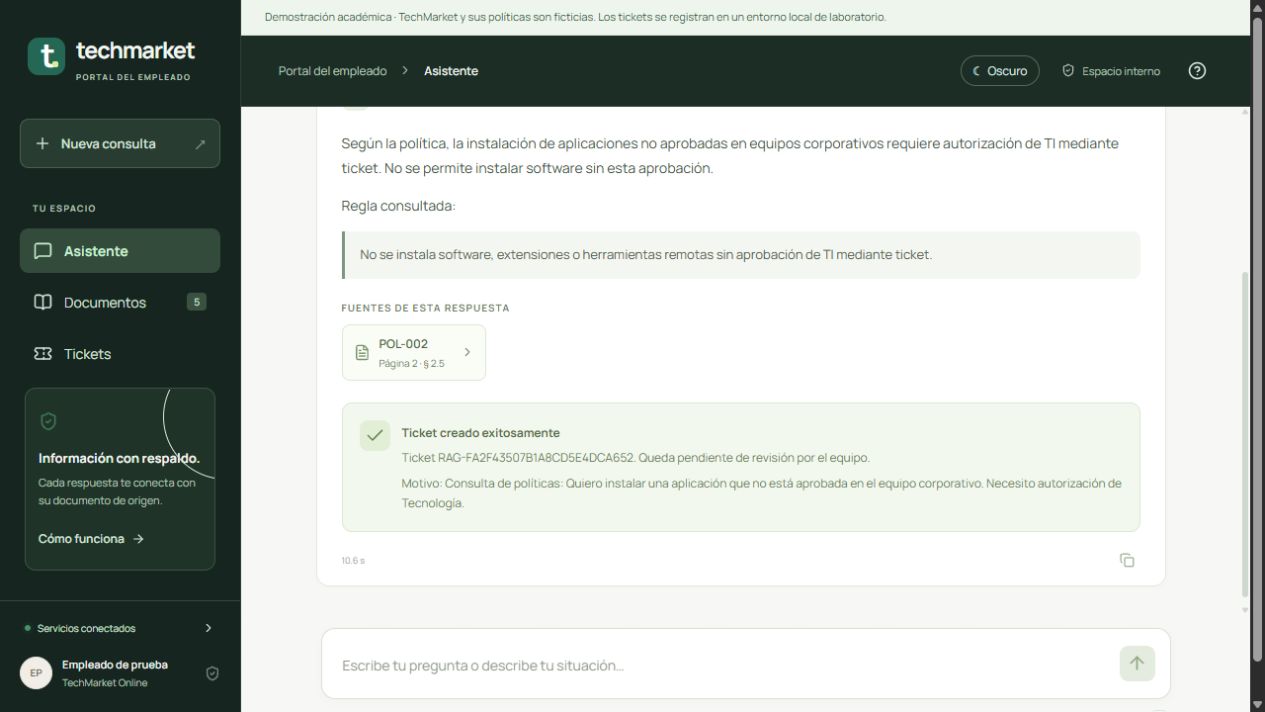 Demostración académica · TechMarket y sus políticas son ficticias. Los tickets se registran en un entorno local de laboratorio.
t.
techmarket
PORTAL DEL EMPLEADO
Portal del empleado > Asistente
Oscuro
Espacio interno
?
+ Nueva consulta
TU ESPACIO
Asistente
Documentos
5
Tickets
Información con respaldo.
Cada respuesta te conecta con
su documento de origen.
Cómo funciona →
Servicios conectados
EP
Empleado de prueba
TechMarket Online
Según la política, la instalación de aplicaciones no aprobadas en equipos corporativos requiere autorización de TI mediante
ticket. No se permite instalar software sin esta aprobación.
Regla consultada:
No se instala software, extensiones o herramientas remotas sin aprobación de TI mediante ticket.
FUENTES DE ESTA RESPUESTA
POL-002
Página 2 · § 2.5
Ticket creado exitosamente
Ticket RAG-FA2F43507B1A8CD5E4DCA652. Queda pendiente de revisión por el equipo.
Motivo: Consulta de políticas: Quiero instalar una aplicación que no está aprobada en el equipo corporativo. Necesito autorización de
Tecnología.
10.6 s
Escribe tu pregunta o describe tu situación...